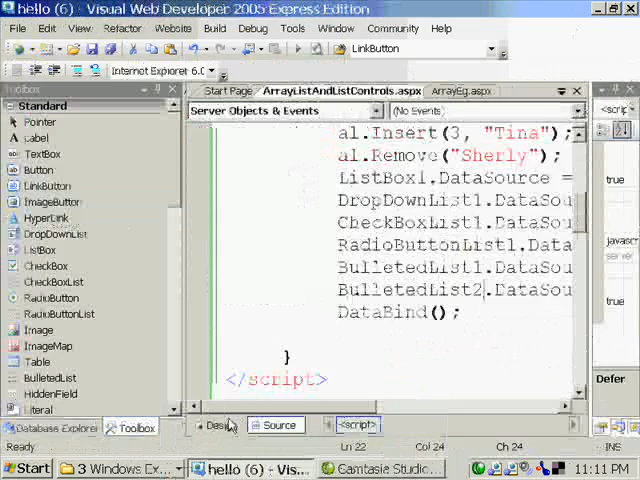 hello (6) - Visual Web Developer 2005 Express Edition
File Edit View Refactor Website Build Debug Tools Window Community Help
LinkButton
Internet Explorer 6.0
Toolbox
Start Page ArrayListAndListControls.aspx ArrayEg.aspx
Standard
Server Objects & Events (No Events)
<scrip
Pointer
Label
TextBox
Button
LinkButton
ImageButton
HyperLink
DropDownList
ListBox
CheckBox
CheckBoxList
RadioButton
RadioButtonList
Image
ImageMap
Table
BulletedList
HiddenField
Literal
al.Insert(3, "Tina");
al.Remove("Sherly");
ListBox1.DataSource =
DropDownList1.DataSou
CheckBoxList1.DataSou
RadioButtonList1.Data
BulletedList1.DataSou
BulletedList2.DataSou
DataBind();
}
</script>
true
javasc
server
true
Defer
Database Explorer Toolbox
Design Source <script>
Ready Ln 22 Col 24 Ch 24 INS
Start 3 Windows Ex... hello (6) - Vis... Camtasia Studio... 11:11 PM